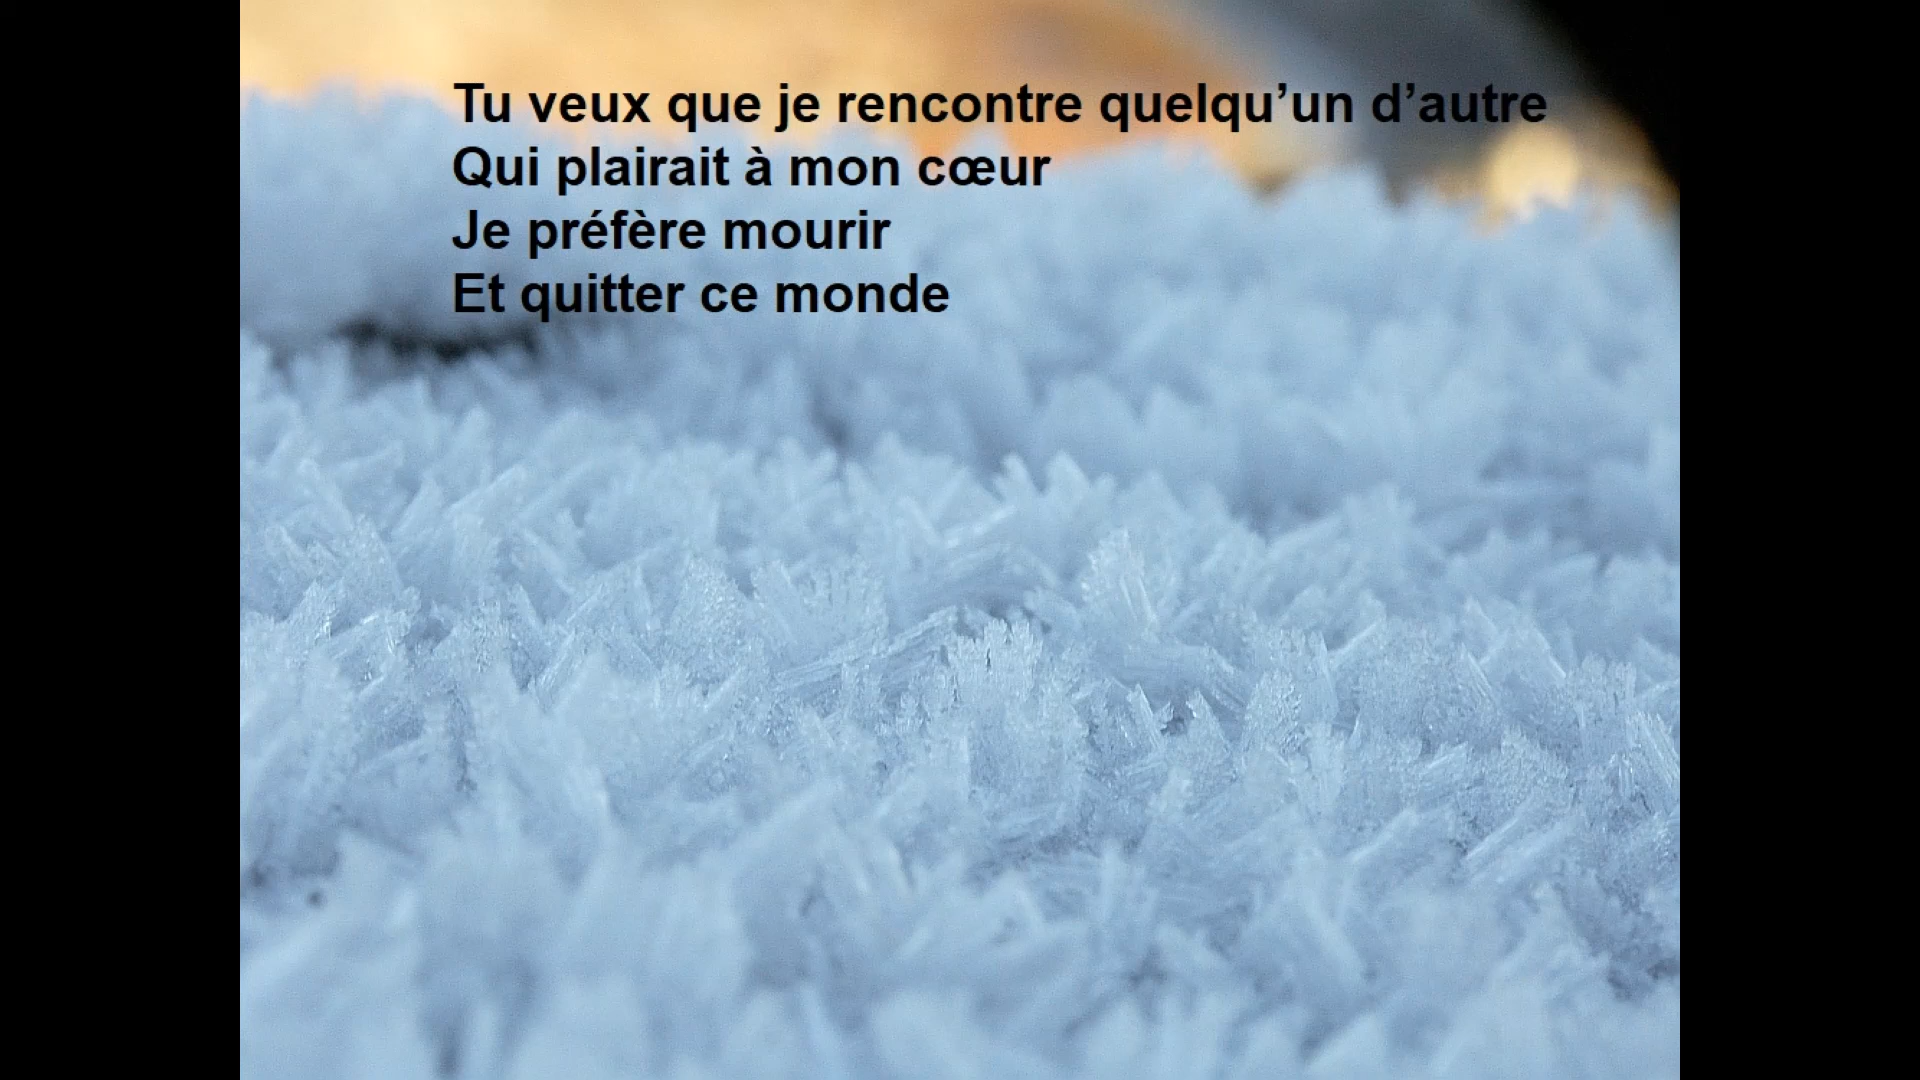 Tu veux que je rencontre quelqu’un d’autre
Qui plairait à mon cœur
Je préfère mourir
Et quitter ce monde